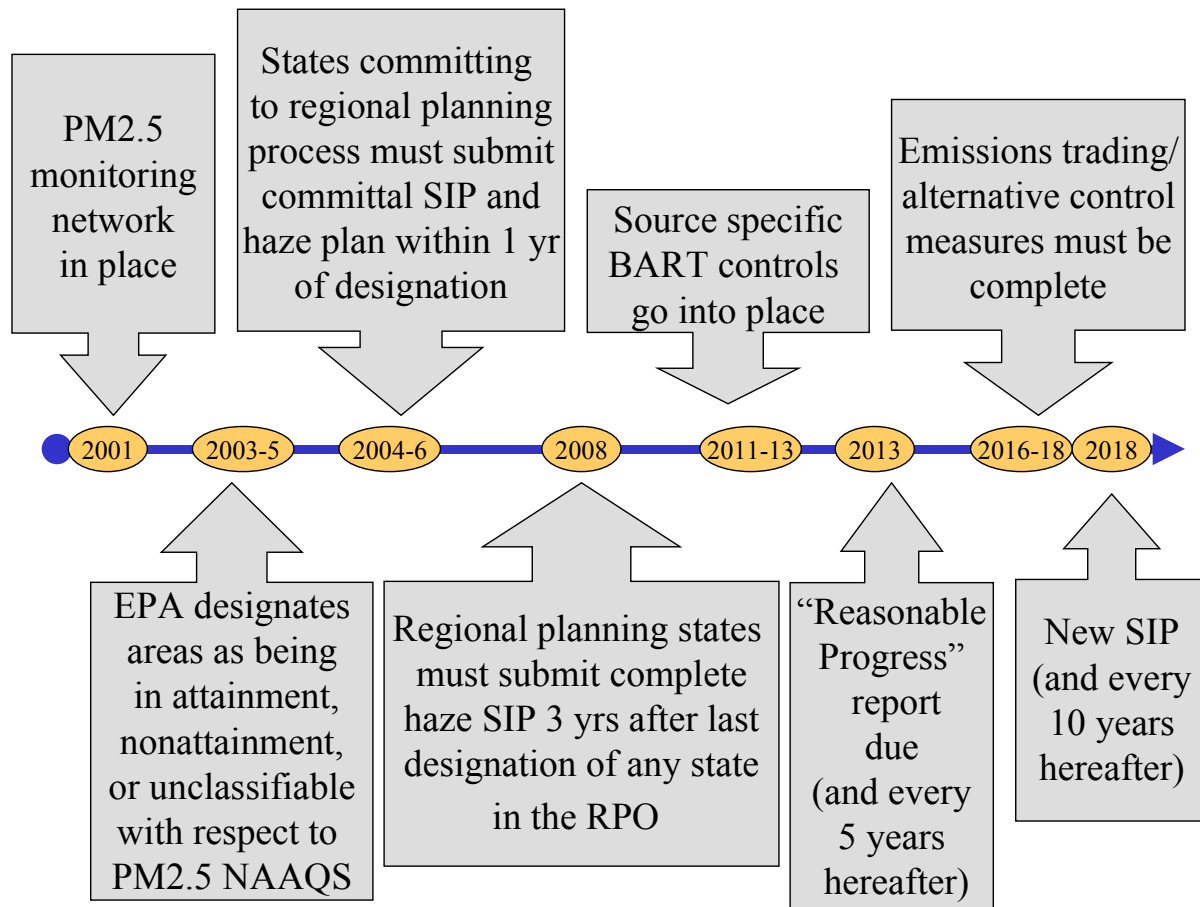 PM2.5
monitoring
network
in place
States committing
to regional planning
process must submit
committal SIP and
haze plan within 1 yr
of designation
Source specific
BART controls
go into place
Emissions trading/
alternative control
measures must be
complete
2001
2003-5
2004-6
2008
2011-13
2013
2016-18
2018
EPA designates
areas as being
in attainment,
nonattainment,
or unclassifiable
with respect to
PM2.5 NAAQS
Regional planning states
must submit complete
haze SIP 3 yrs after last
designation of any state
in the RPO
“Reasonable
Progress”
report
due
(and every
5 years
hereafter)
New SIP
(and every
10 years
hereafter)